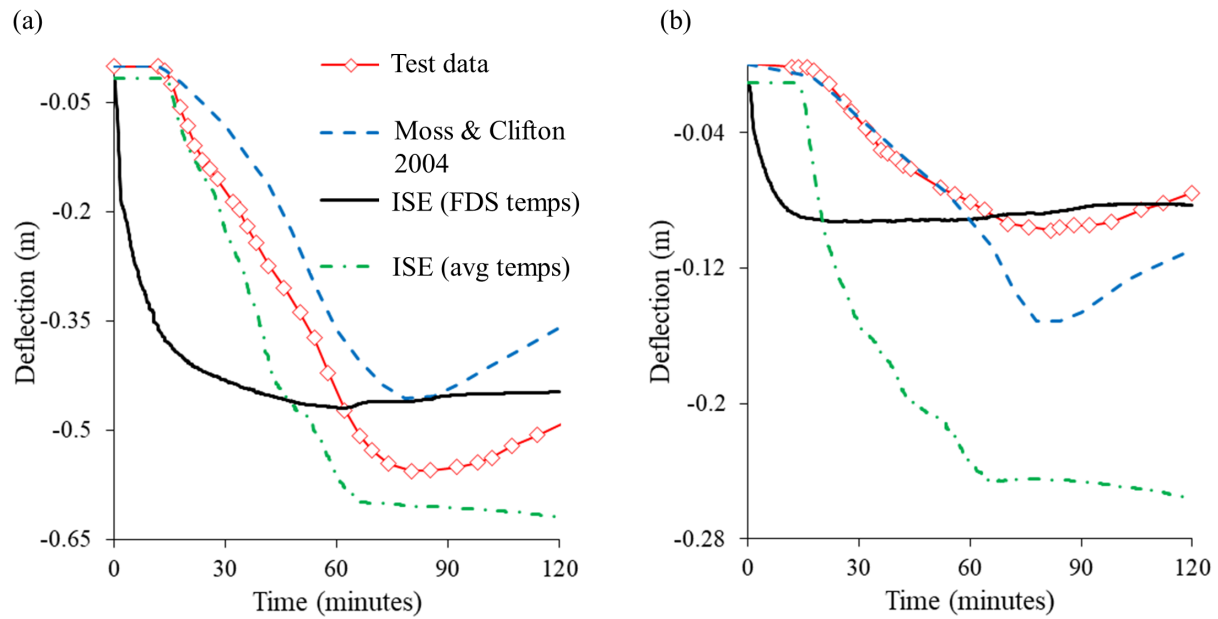 (a)
(b)
Test data
Moss & Clifton
2004
ISE (FDS temps)
ISE (avg temps)
Deflection (m)
-0.05
-0.2
-0.35
-0.5
-0.65
0
30
60
90
120
Time (minutes)
Deflection (m)
-0.04
-0.12
-0.2
-0.28
0
30
60
90
120
Time (minutes)